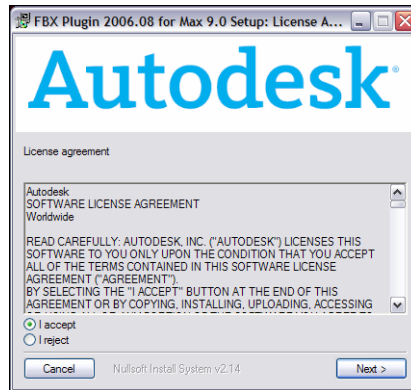 FBX Plugin 2006.08 for Max 9.0 Setup: License A...
Autodesk®
License agreement
Autodesk
SOFTWARE LICENSE AGREEMENT
Worldwide
READ CAREFULLY: AUTODESK, INC. ("AUTODESK") LICENSES THIS
SOFTWARE TO YOU ONLY UPON THE CONDITION THAT YOU ACCEPT
ALL OF THE TERMS CONTAINED IN THIS SOFTWARE LICENSE
AGREEMENT ("AGREEMENT").
BY SELECTING THE "I ACCEPT" BUTTON AT THE END OF THIS
AGREEMENT OR BY COPYING, INSTALLING, UPLOADING, ACCESSING
I accept
I reject
Cancel
Nullsoft Install System v2.14
Next >